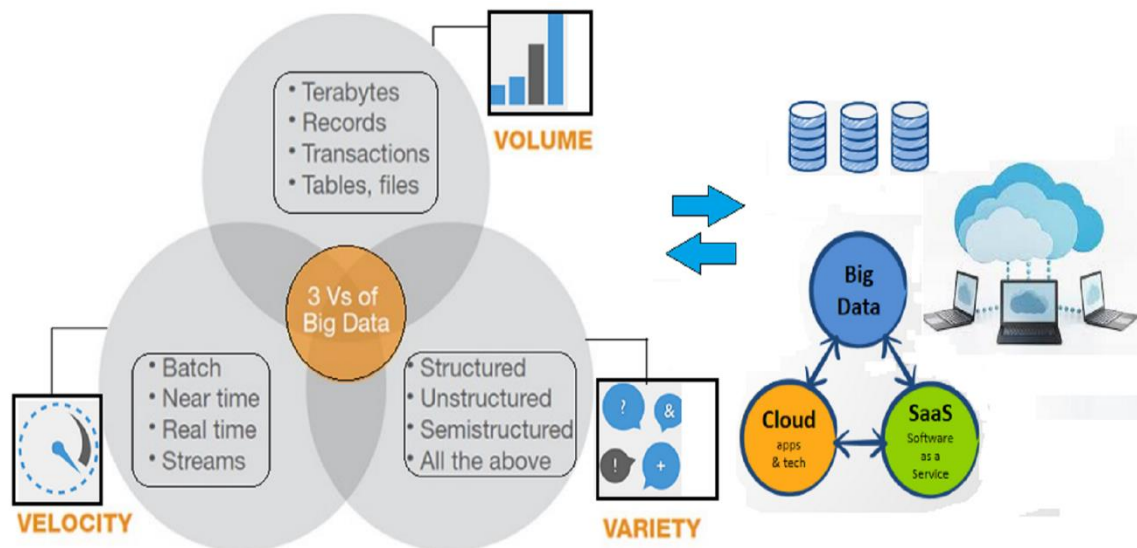 • Terabytes
• Records
• Transactions
• Tables, files
VOLUME
3 Vs of
Big Data
• Batch
• Near time
• Real time
• Streams
VELOCITY
• Structured
• Unstructured
• Semistructured
• All the above
?
&
!
+
VARIETY
Big
Data
Cloud
apps
& tech
SaaS
Software
as a
Service